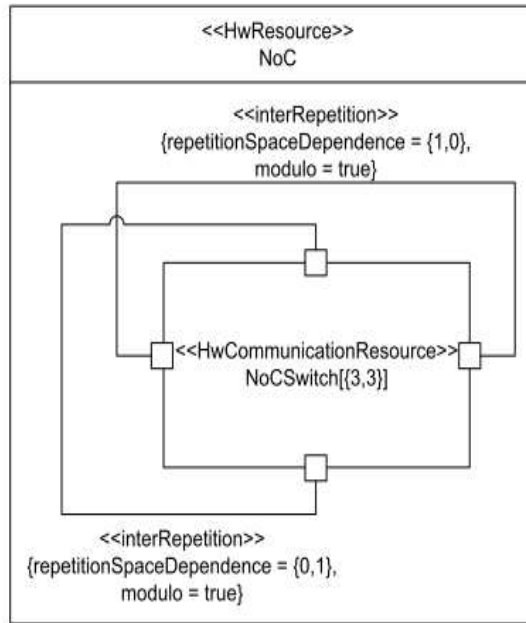 <<HwResource>>
NoC
<<interRepetition>>
{repetitionSpaceDependence = {1,0},
modulo = true}
<<HwCommunicationResource>>
NoCSwitch[{3,3}]
<<interRepetition>>
{repetitionSpaceDependence = {0,1},
modulo = true}